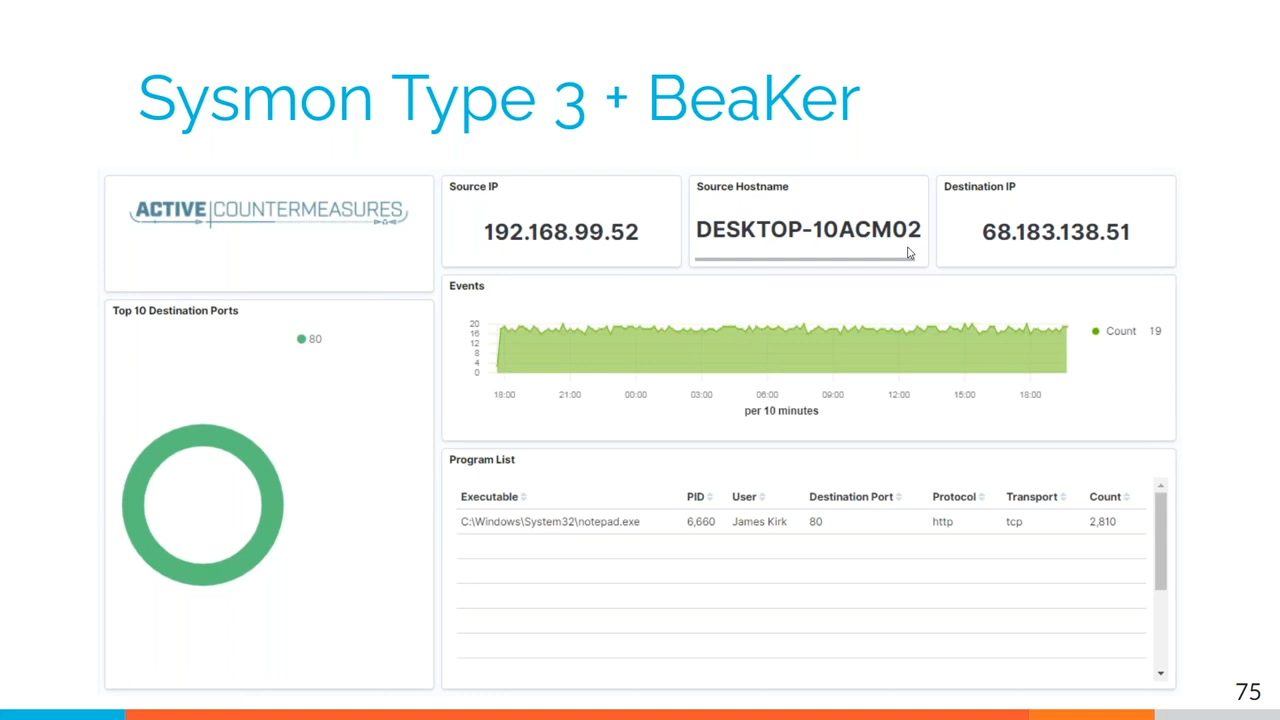 Sysmon Type 3 + BeaKer
ACTIVE COUNTERMEASURES
Source IP
192.168.99.52
Source Hostname
DESKTOP-10ACM02
Destination IP
68.183.138.51
Top 10 Destination Ports
80
Events
20
16
12
8
4
0
18:00 21:00 00:00 03:00 06:00 09:00 12:00 15:00 18:00
per 10 minutes
Count 19
Program List
Executable PID User Destination Port Protocol Transport Count
C:\Windows\System32\notepad.exe 6,660 James Kirk 80 http tcp 2,810
75